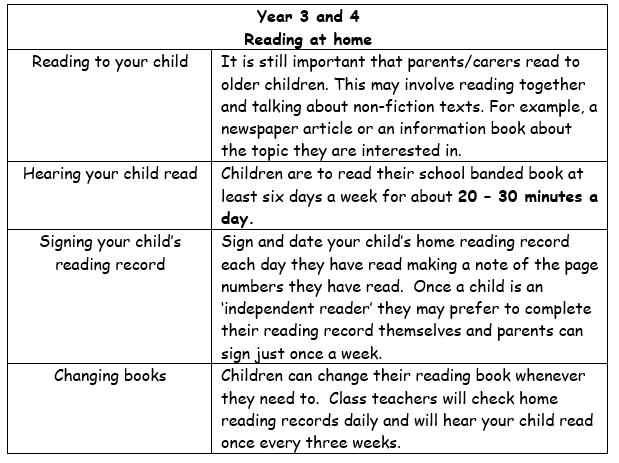 Year 3 and 4
Reading at home
Reading to your child
It is still important that parents/carers read to
older children. This may involve reading together
and talking about non-fiction texts. For example, a
newspaper article or an information book about
the topic they are interested in.
Hearing your child read
Children are to read their school banded book at
least six days a week for about 20 – 30 minutes a
day.
Signing your child's
reading record
Sign and date your child's home reading record
each day they have read making a note of the page
numbers they have read.  Once a child is an
'independent reader' they may prefer to complete
their reading record themselves and parents can
sign just once a week.
Changing books
Children can change their reading book whenever
they need to.  Class teachers will check home
reading records daily and will hear your child read
once every three weeks.